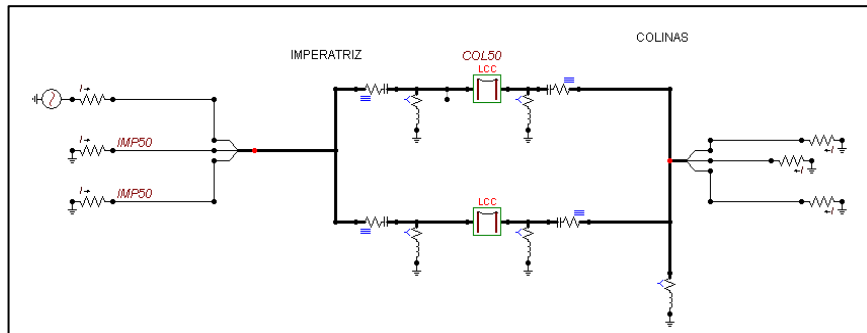 IMPERATRIZ
COL50
COLINAS
LCC
I
I
IMP50
I
I
IMP50
I
I
LCC